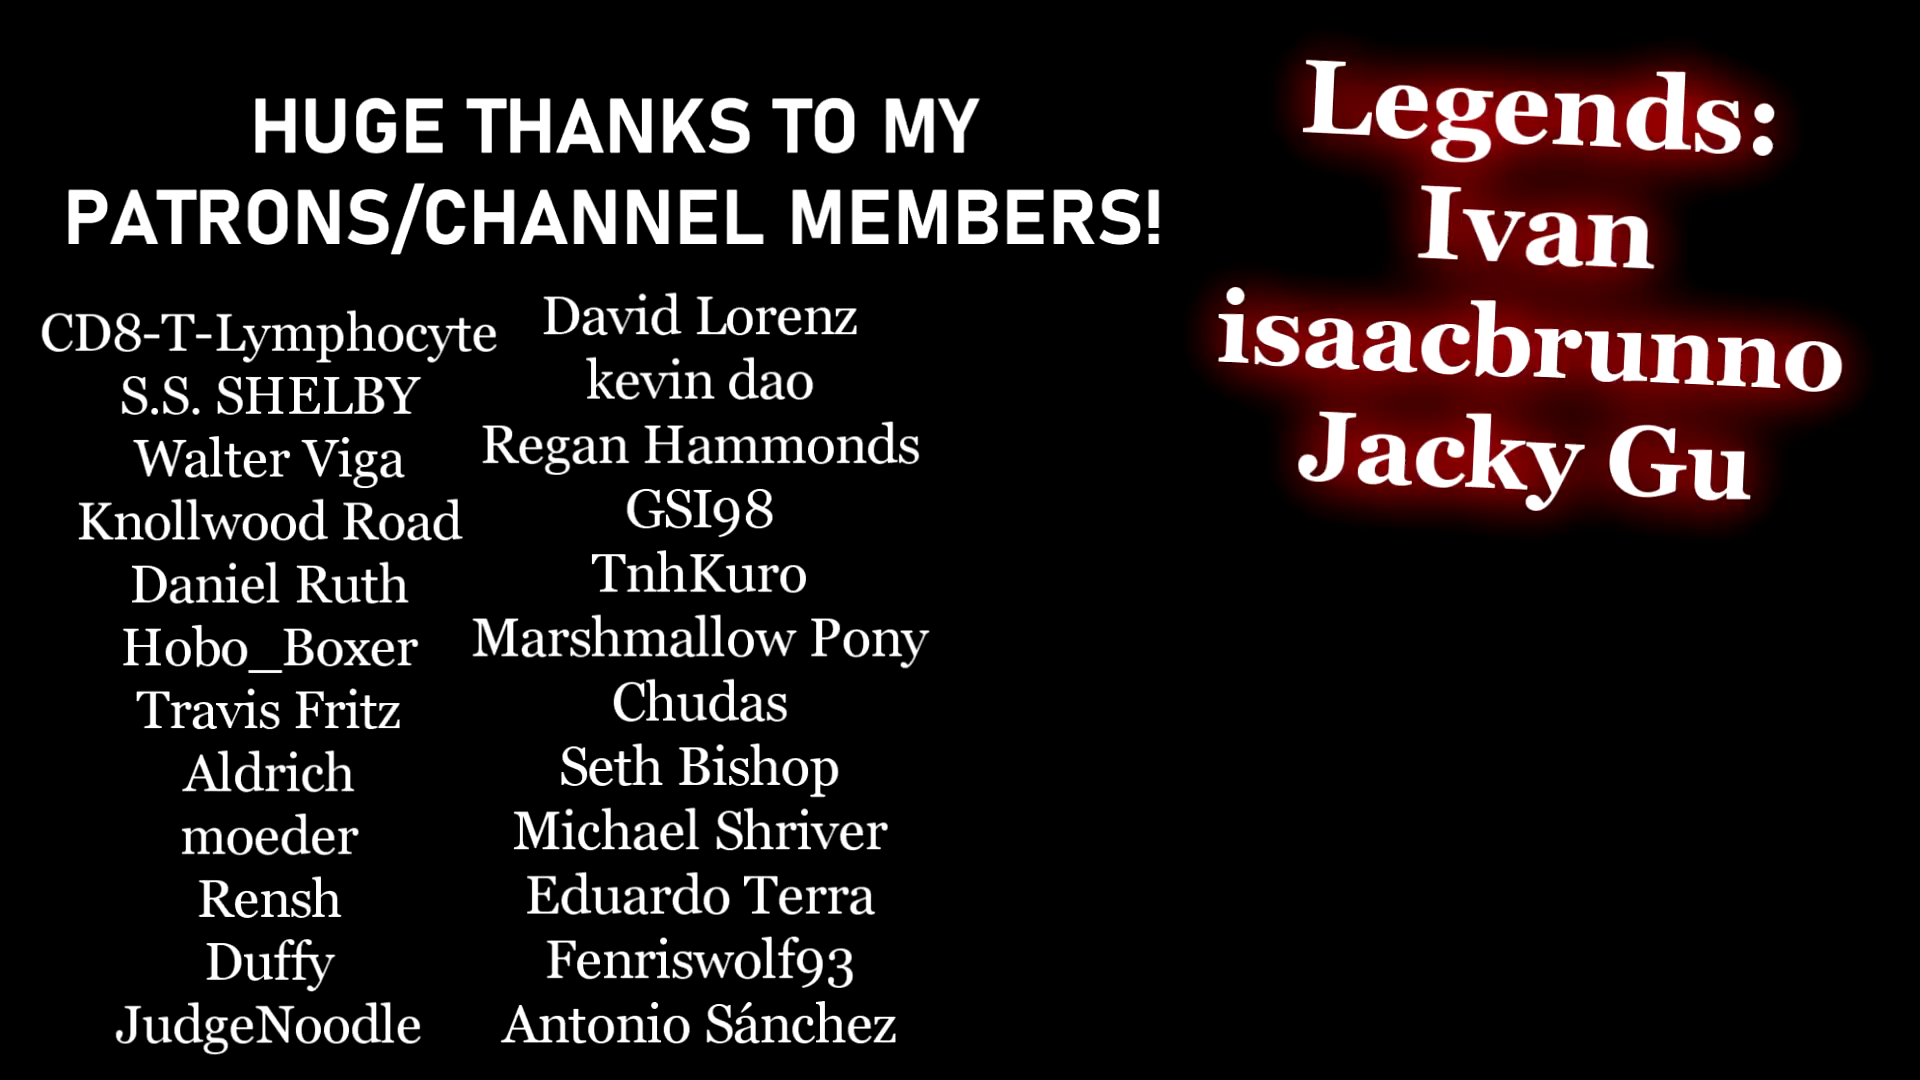 HUGE THANKS TO MY
PATRONS/CHANNEL MEMBERS!
CD8-T-Lymphocyte
S.S. SHELBY
Walter Viga
Knollwood Road
Daniel Ruth
Hobo_Boxer
Travis Fritz
Aldrich
moeder
Rensh
Duffy
JudgeNoodle
David Lorenz
kevin dao
Regan Hammonds
GSI98
TnhKuro
Marshmallow Pony
Chudas
Seth Bishop
Michael Shriver
Eduardo Terra
Fenriswolf93
Antonio Sánchez
Legends:
Ivan
isaacbrunno
Jacky Gu